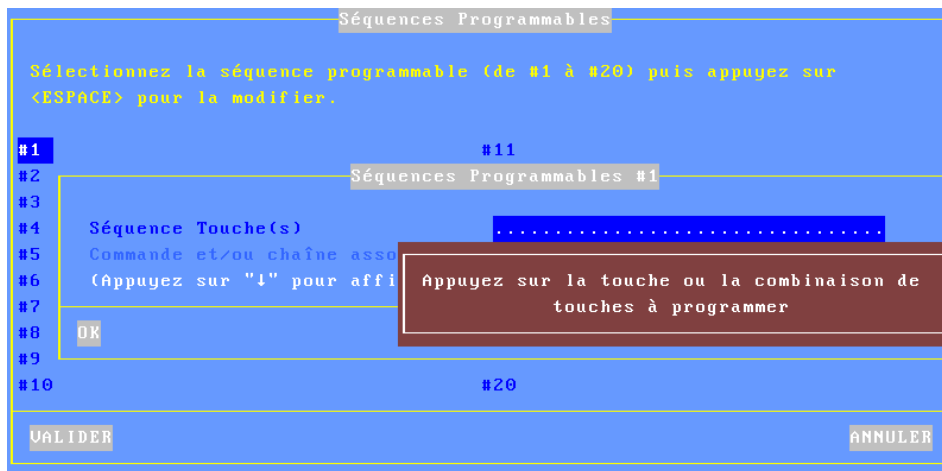 Séquences Programmables
Sélectionnez la séquence programmable (de #1 à #20) puis appuyez sur
<ESPACE> pour la modifier.
#1 #11
#2 Séquences Programmables #1
#3
#4 Séquence Touche(s) .................................
#5 Commande et/ou chaîne asso
#6 (Appuyez sur "↓" pour affi
Appuyez sur la touche ou la combinaison de
touches à programmer
#7
#8 OK
#9
#10 #20
VALIDER ANNULER